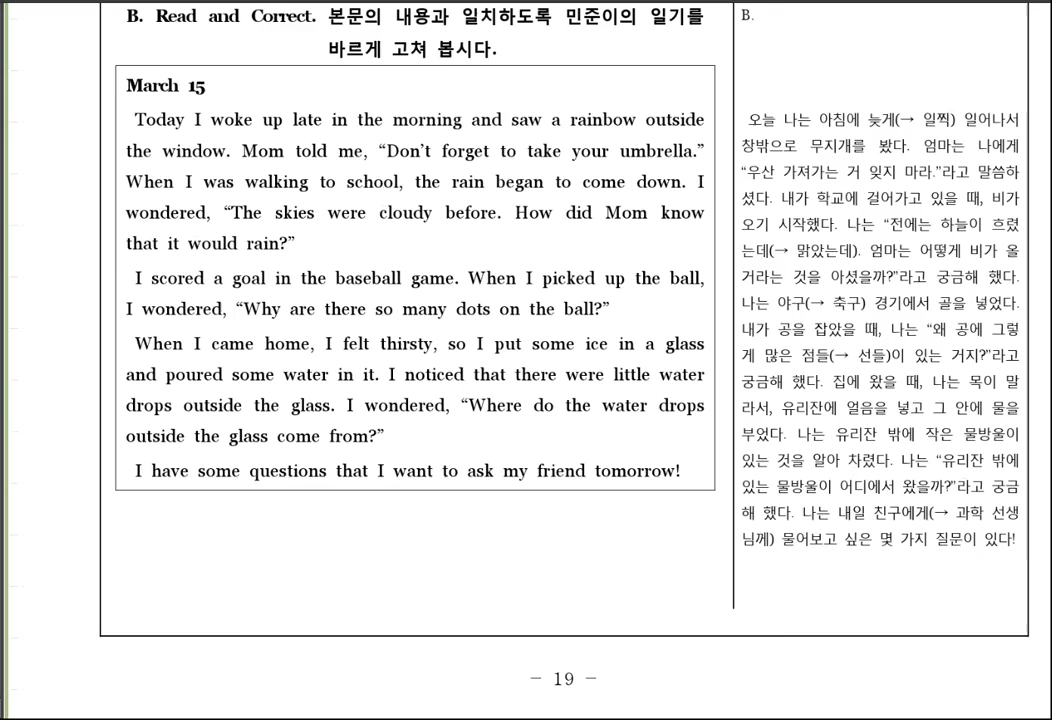 B. Read and Correct. 본문의 내용과 일치하도록 민준이의 일기를
바르게 고쳐 봅시다.
March 15
Today I woke up late in the morning and saw a rainbow outside
the window. Mom told me, “Don’t forget to take your umbrella.”
When I was walking to school, the rain began to come down. I
wondered, “The skies were cloudy before. How did Mom know
that it would rain?”
I scored a goal in the baseball game. When I picked up the ball,
I wondered, “Why are there so many dots on the ball?”
When I came home, I felt thirsty, so I put some ice in a glass
and poured some water in it. I noticed that there were little water
drops outside the glass. I wondered, “Where do the water drops
outside the glass come from?”
I have some questions that I want to ask my friend tomorrow!
B.
오늘 나는 아침에 늦게(→ 일찍) 일어나서
창밖으로 무지개를 봤다. 엄마는 나에게
“우산 가져가는 거 잊지 마라.”라고 말씀하
셨다. 내가 학교에 걸어가고 있을 때, 비가
오기 시작했다. 나는 “전에는 하늘이 흐렸
는데(→ 맑았는데). 엄마는 어떻게 비가 올
거라는 것을 아셨을까?”라고 궁금해 했다.
나는 야구(→ 축구) 경기에서 골을 넣었다.
내가 공을 잡았을 때, 나는 “왜 공에 그렇
게 많은 점들(→ 선들)이 있는 거지?”라고
궁금해 했다. 집에 왔을 때, 나는 목이 말
라서, 유리잔에 얼음을 넣고 그 안에 물을
부었다. 나는 유리잔 밖에 작은 물방울이
있는 것을 알아 차렸다. 나는 “유리잔 밖에
있는 물방울이 어디에서 왔을까?”라고 궁금
해 했다. 나는 내일 친구에게(→ 과학 선생
님께) 물어보고 싶은 몇 가지 질문이 있다!
- 19 -